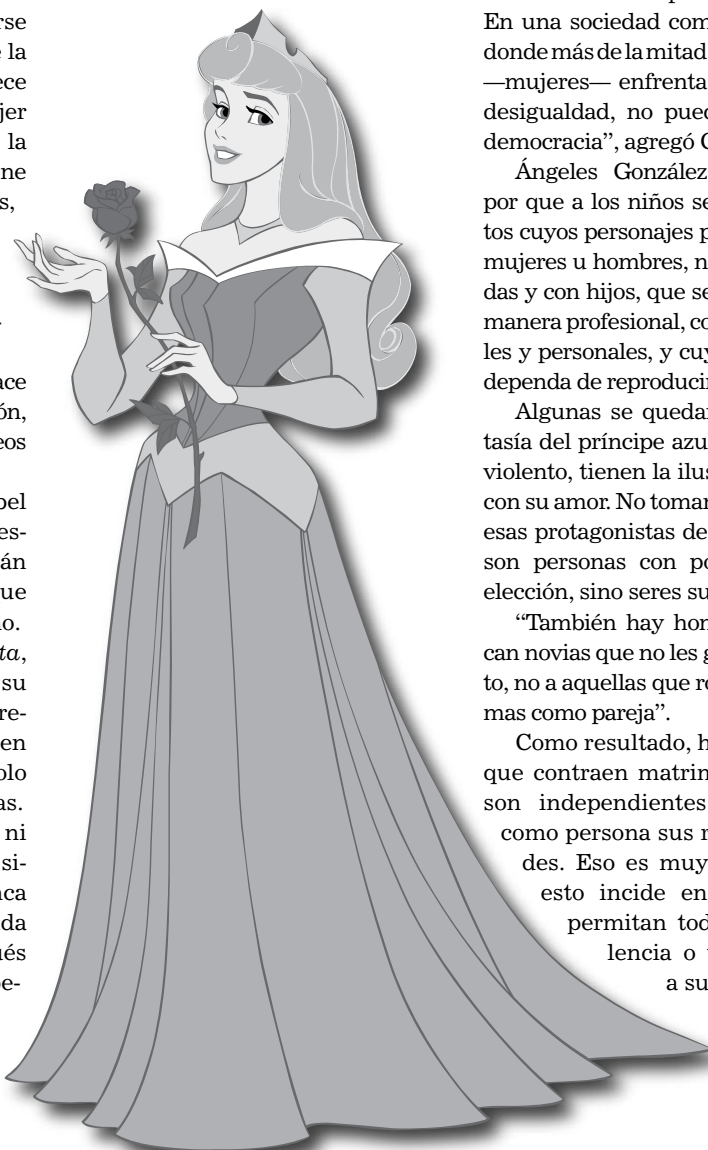 rse
e la
ece
jer
la
ne
s,
-
ace
ón,
eos
pel
es-
án
ue
no.
ta,
su
re-
en
olo
as.
ni
si-
nca
da
ués
pe-
En una sociedad com
donde más de la mitad
—mujeres— enfrenta
desigualdad, no pued
democracia”, agregó G
Ángeles González
por que a los niños se
tos cuyos personajes p
mujeres u hombres, n
das y con hijos, que se
manera profesional, co
les y personales, y cuy
dependa de reproducir
Algunas se quedan
tasía del príncipe azu
violento, tienen la ilus
con su amor. No tomar
esas protagonistas de
son personas con po
elección, sino seres su
“También hay hom
can novias que no les g
to, no a aquellas que ro
mas como pareja”.
Como resultado, h
que contraen matrim
son independientes
como persona sus n
des. Eso es muy
esto incide en
permitan tod
lencia o
a su